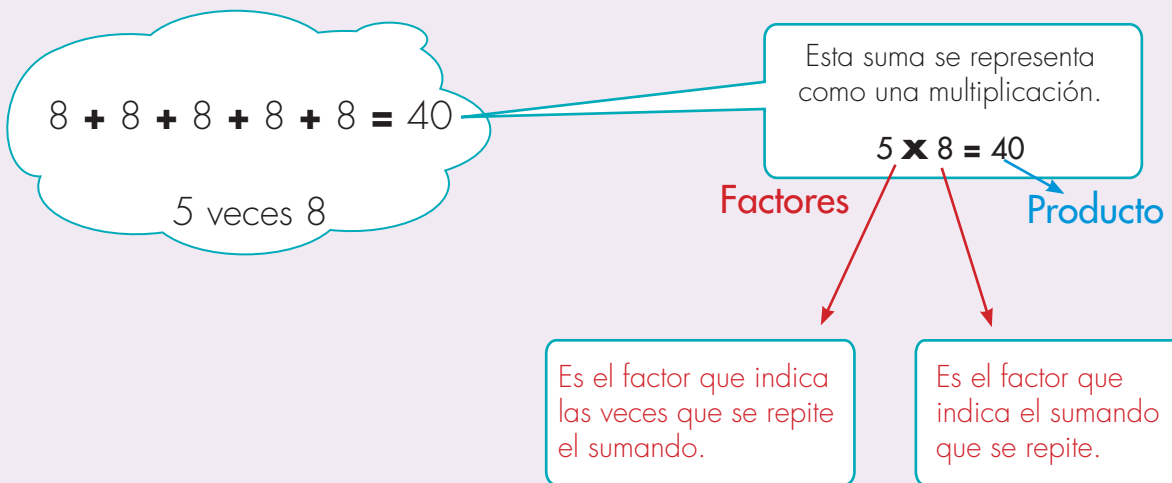 8 + 8 + 8 + 8 + 8 = 40
5 veces 8
Esta suma se representa
como una multiplicación.
5 x 8 = 40
Factores
Producto
Es el factor que indica
las veces que se repite
el sumando.
Es el factor que
indica el sumando
que se repite.